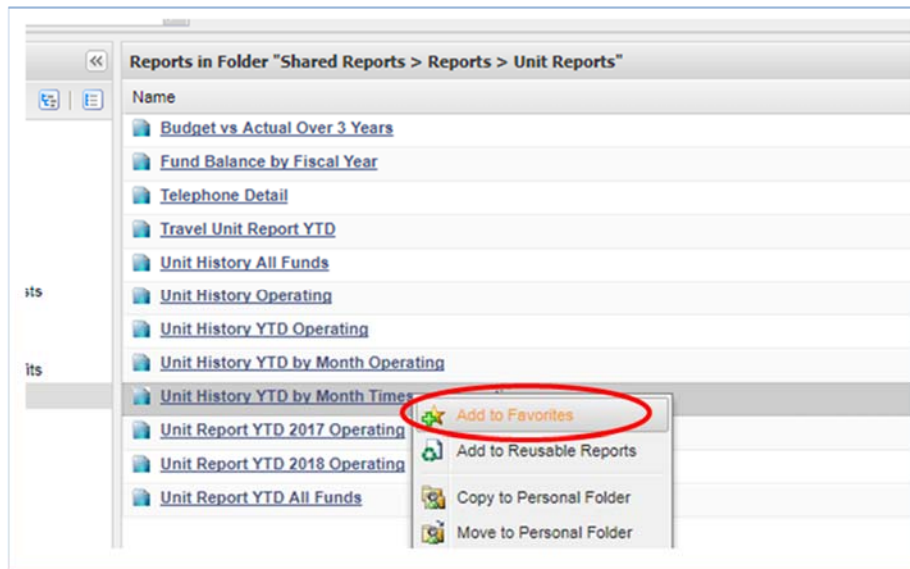 Reports in Folder "Shared Reports > Reports > Unit Reports"
Name
Budget vs Actual Over 3 Years
Fund Balance by Fiscal Year
Telephone Detail
Travel Unit Report YTD
Unit History All Funds
sts
Unit History Operating
Unit History YTD Operating
Unit History YTD by Month Operating
its
Unit History YTD by Month Times
Add to Favorites
Unit Report YTD 2017 Operating
Add to Reusable Reports
Unit Report YTD 2018 Operating
Unit Report YTD All Funds
Copy to Personal Folder
Move to Personal Folder